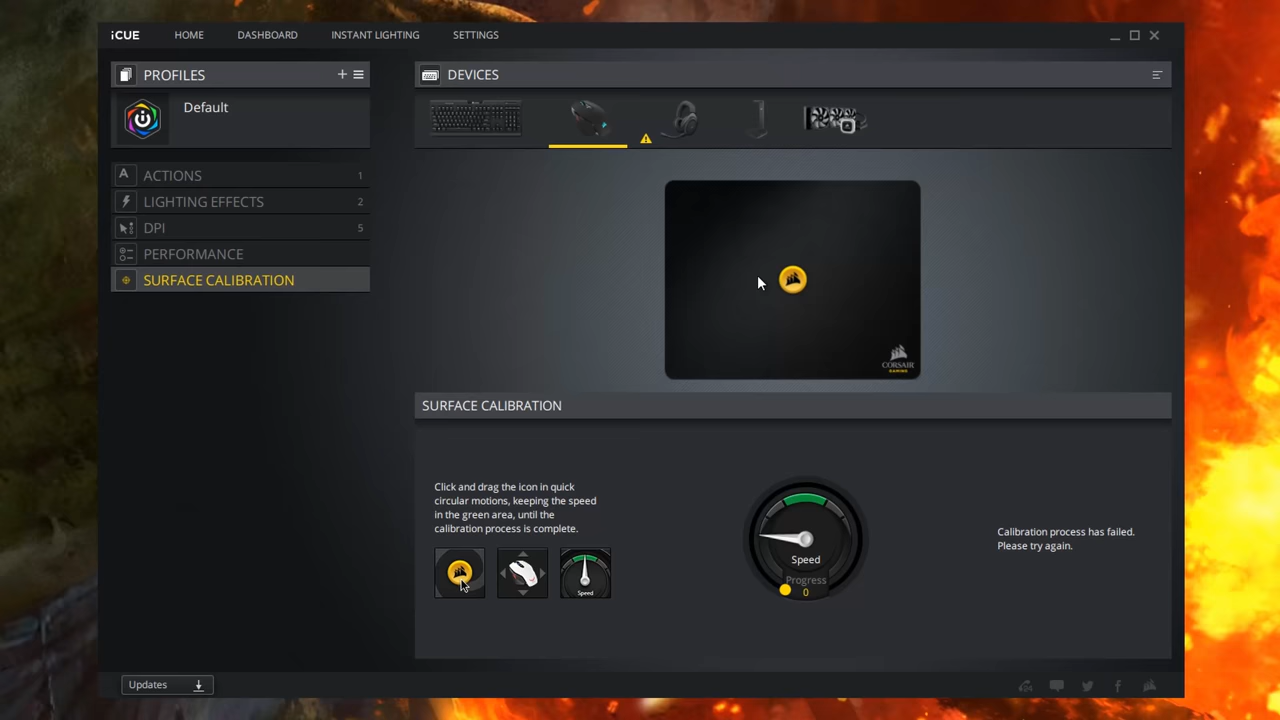 iCUE HOME DASHBOARD INSTANT LIGHTING SETTINGS
PROFILES
Default
ACTIONS 1
LIGHTING EFFECTS 2
DPI 5
PERFORMANCE
SURFACE CALIBRATION
DEVICES
CORSAIR
GAMING
SURFACE CALIBRATION
Click and drag the icon in quick
circular motions, keeping the speed
in the green area, until the
calibration process is complete.
Speed
Speed
Progress
0
Calibration process has failed.
Please try again.
Updates